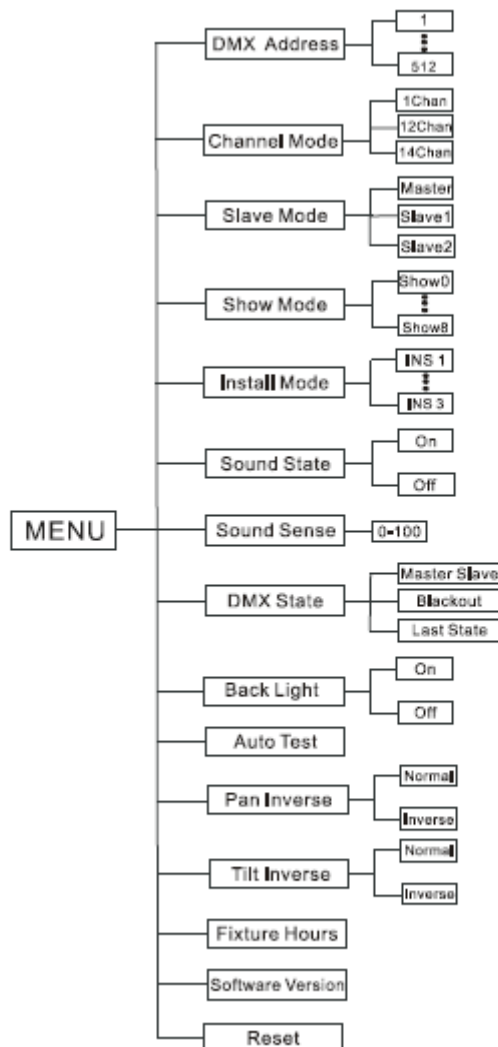 DMX Address
1
512
Channel Mode
1Chan
12Chan
14Chan
Slave Mode
Master
Slave1
Slave2
Show Mode
Show0
Show8
Install Mode
INS 1
INS 3
Sound State
On
Off
MENU
Sound Sense
0-100
DMX State
Master Slave
Blackout
Last State
Back Light
On
Off
Auto Test
Pan Inverse
Normal
Inverse
Tilt Inverse
Normal
Inverse
Fixture Hours
Software Version
Reset